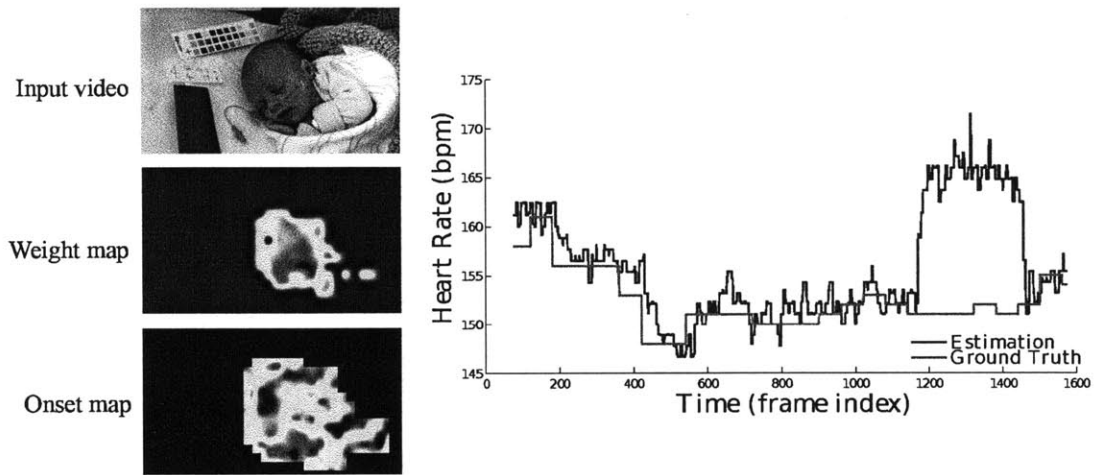 Input video
Weight map
Onset map
Heart Rate (bpm)
175
170
165
160
155
150
145
0
200
400
600
800
1000
1200
1400
1600
Time (frame index)
Estimation
Ground Truth